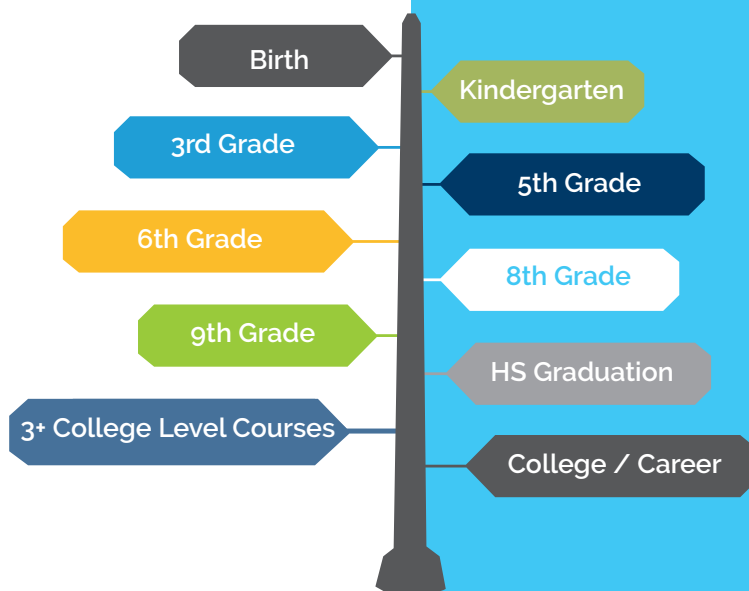 Birth
Kindergarten
3rd Grade
5th Grade
6th Grade
8th Grade
9th Grade
HS Graduation
3+ College Level Courses
College / Career